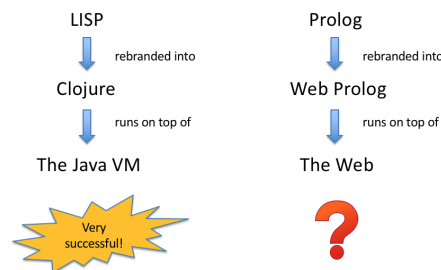 LISP
rebranded into
Clojure
runs on top of
The Java VM
Very
successful!
Prolog
rebranded into
Web Prolog
runs on top of
The Web
?